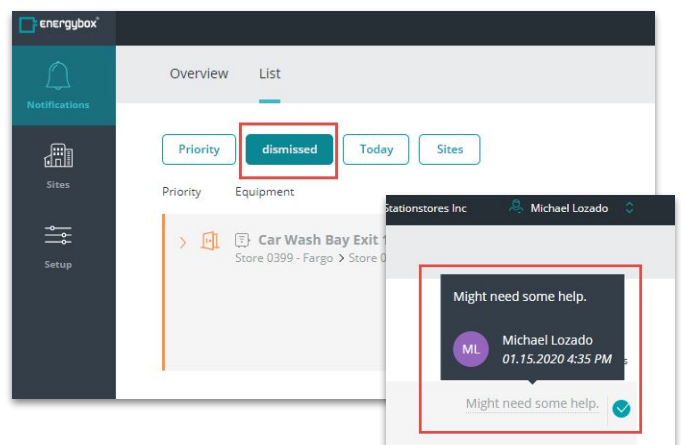 energybox
Notifications
Sites
Setup
Overview List
Priority dismissed Today Sites
Priority Equipment
Car Wash Bay Exit 1
Store 0399 - Fargo > Store 0
Stationstores Inc Michael Lozado
Might need some help.
ML Michael Lozado
01.15.2020 4:35 PM
s
Might need some help.